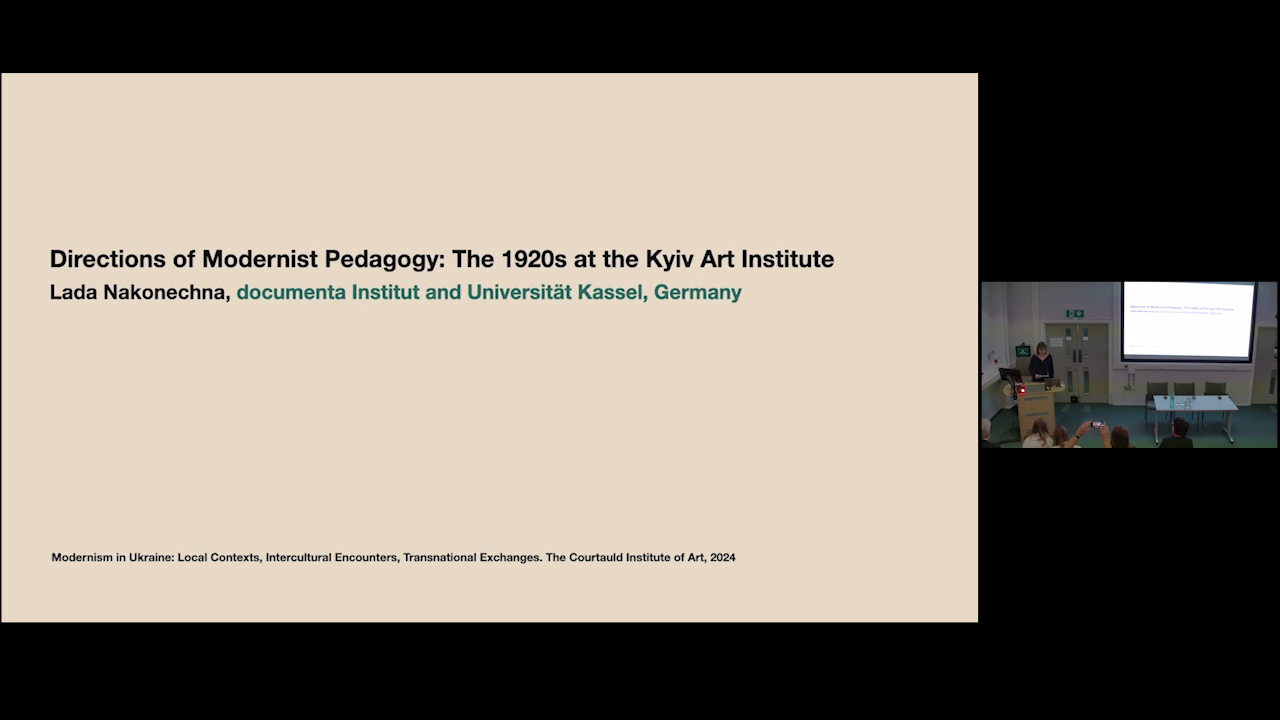 Directions of Modernist Pedagogy: The 1920s at the Kyiv Art Institute
Lada Nakonechna, documenta Institut and Universität Kassel, Germany
Modernism in Ukraine: Local Contexts, Intercultural Encounters, Transnational Exchanges. The Courtauld Institute of Art, 2024